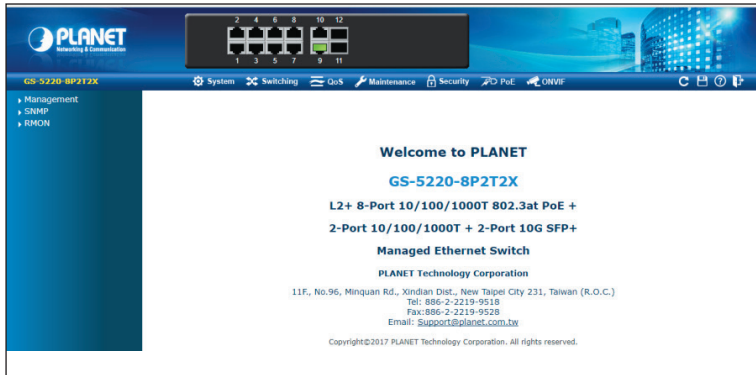 PLANET
Networking & Communication
2 4 6 8 10 12
1 3 5 7 9 11
GS-5220-8P2T2X
System Switching QoS Maintenance Security PoE ONVIF
Management
SNMP
RMON
Welcome to PLANET
GS-5220-8P2T2X
L2+ 8-Port 10/100/1000T 802.3at PoE +
2-Port 10/100/1000T + 2-Port 10G SFP+
Managed Ethernet Switch
PLANET Technology Corporation
11F., No.96, Minquan Rd., Xindian Dist., New Taipei City 231, Taiwan (R.O.C.)
Tel: 886-2-2219-9518
Fax:886-2-2219-9528
Email: Support@planet.com.tw
Copyright©2017 PLANET Technology Corporation. All rights reserved.